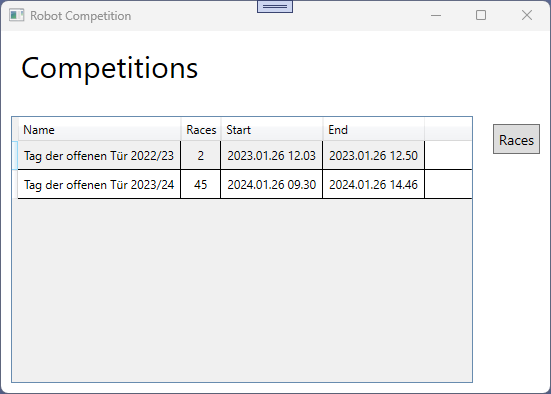 Robot Competition
Competitions
Name Races Start End
Tag der offenen Tür 2022/23 2 2023.01.26 12.03 2023.01.26 12.50
Tag der offenen Tür 2023/24 45 2024.01.26 09.30 2024.01.26 14.46
Races